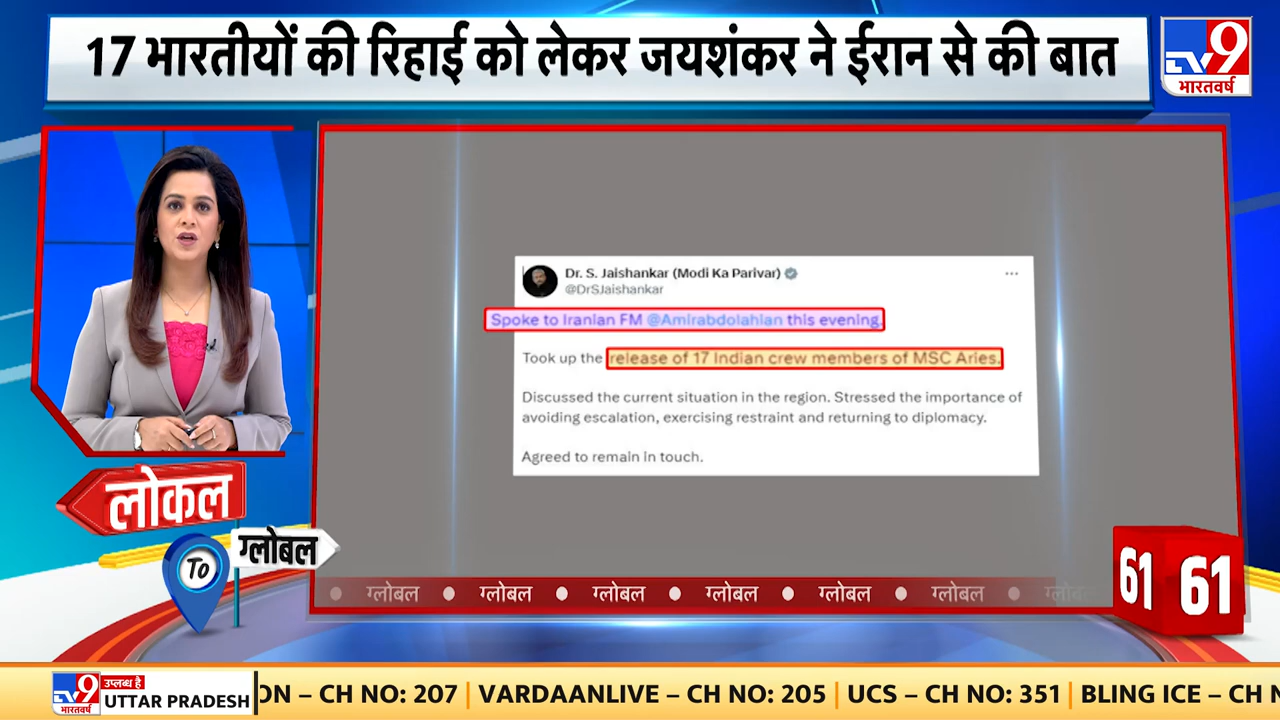 17 भारतीयों की रिहाई को लेकर जयशंकर ने ईरान से की बात
TV9
भारतवर्ष
Dr. S. Jaishankar (Modi Ka Parivar)
@DrSJaishankar
Spoke to Iranian FM @Amirabdolahian this evening.
Took up the release of 17 Indian crew members of MSC Aries.
Discussed the current situation in the region. Stressed the importance of
avoiding escalation, exercising restraint and returning to diplomacy.
Agreed to remain in touch.
लोकल
To
ग्लोबल
ग्लोबल ग्लोबल ग्लोबल ग्लोबल ग्लोबल ग्लोबल
61 61
TV9
भारतवर्ष
उप्लब्ध है
UTTAR PRADESH
ON – CH NO: 207 | VARDAANLIVE – CH NO: 205 | UCS – CH NO: 351 | BLING ICE – CH